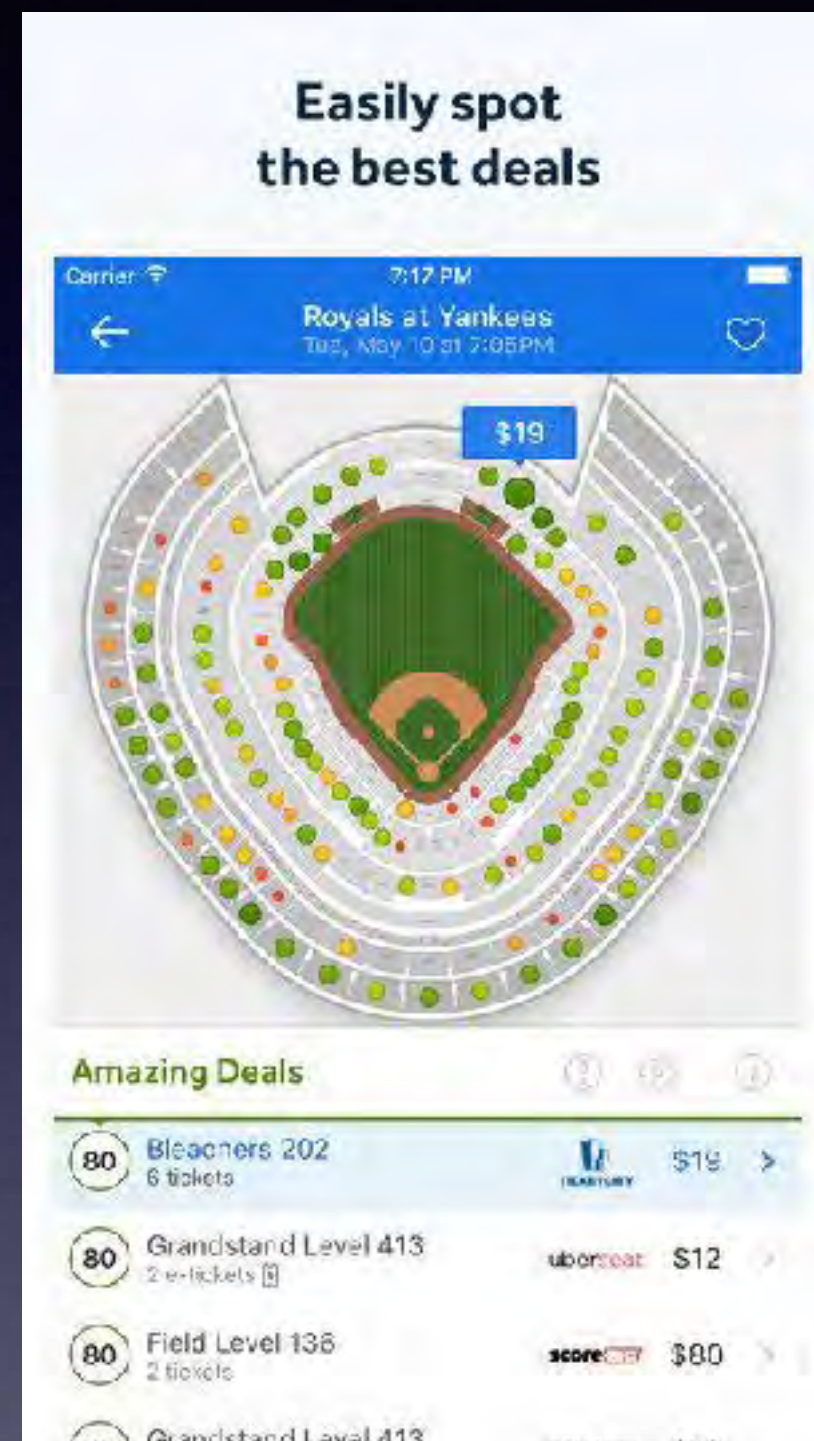 Easily spot
the best deals
Carrier 7:17 PM
Royals at Yankees
Tue, May 10 at 7:05PM
$19
Amazing Deals
80 Bleachers 202 $19
6 tickets
80 Grandstand Level 413 uberseat $12
2 e-tickets
80 Field Level 136 score $80
2 tickets
Grandstand Level 413